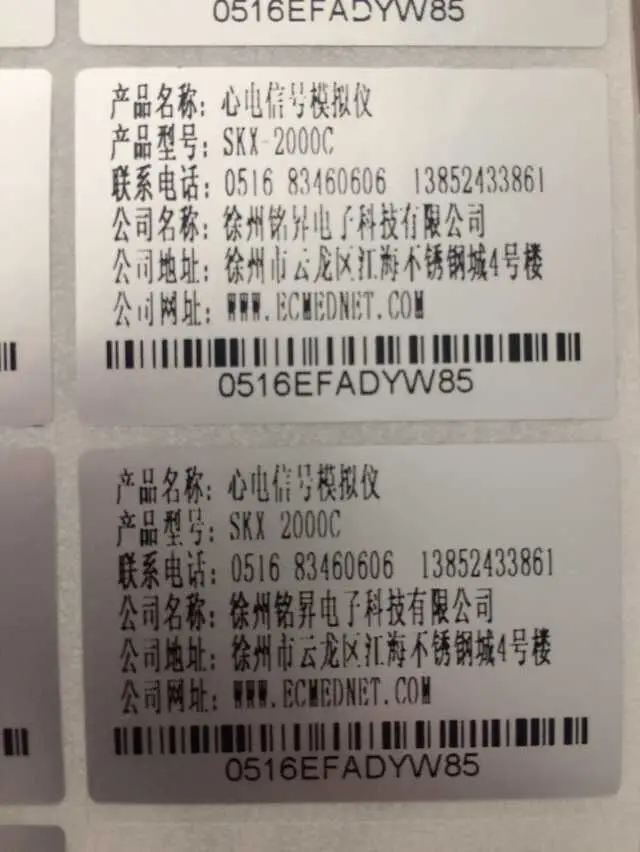 0516EFADYW85
产品名称: 心电信号模拟仪
产品型号: SKX-2000C
联系电话: 0516 83460606 13852433861
公司名称: 徐州铭昇电子科技有限公司
公司地址: 徐州市云龙区江海不锈钢城4号楼
公司网址: WWW.ECMEDNET.COM
0516EFADYW85
产品名称: 心电信号模拟仪
产品型号: SKX 2000C
联系电话: 0516 83460606 13852433861
公司名称: 徐州铭昇电子科技有限公司
公司地址: 徐州市云龙区江海不锈钢城4号楼
公司网址: WWW.ECMEDNET.COM
0516EFADYW85